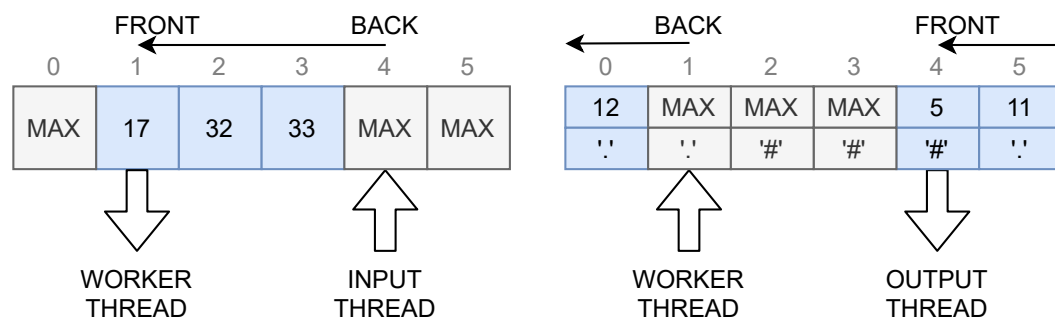 FRONT BACK BACK FRONT
0 1 2 3 4 5 0 1 2 3 4 5
MAX 17 32 33 MAX MAX
12 MAX MAX MAX 5 11
'.' '.' '#' '#' '#' '.'
WORKER THREAD
INPUT THREAD
WORKER THREAD
OUTPUT THREAD